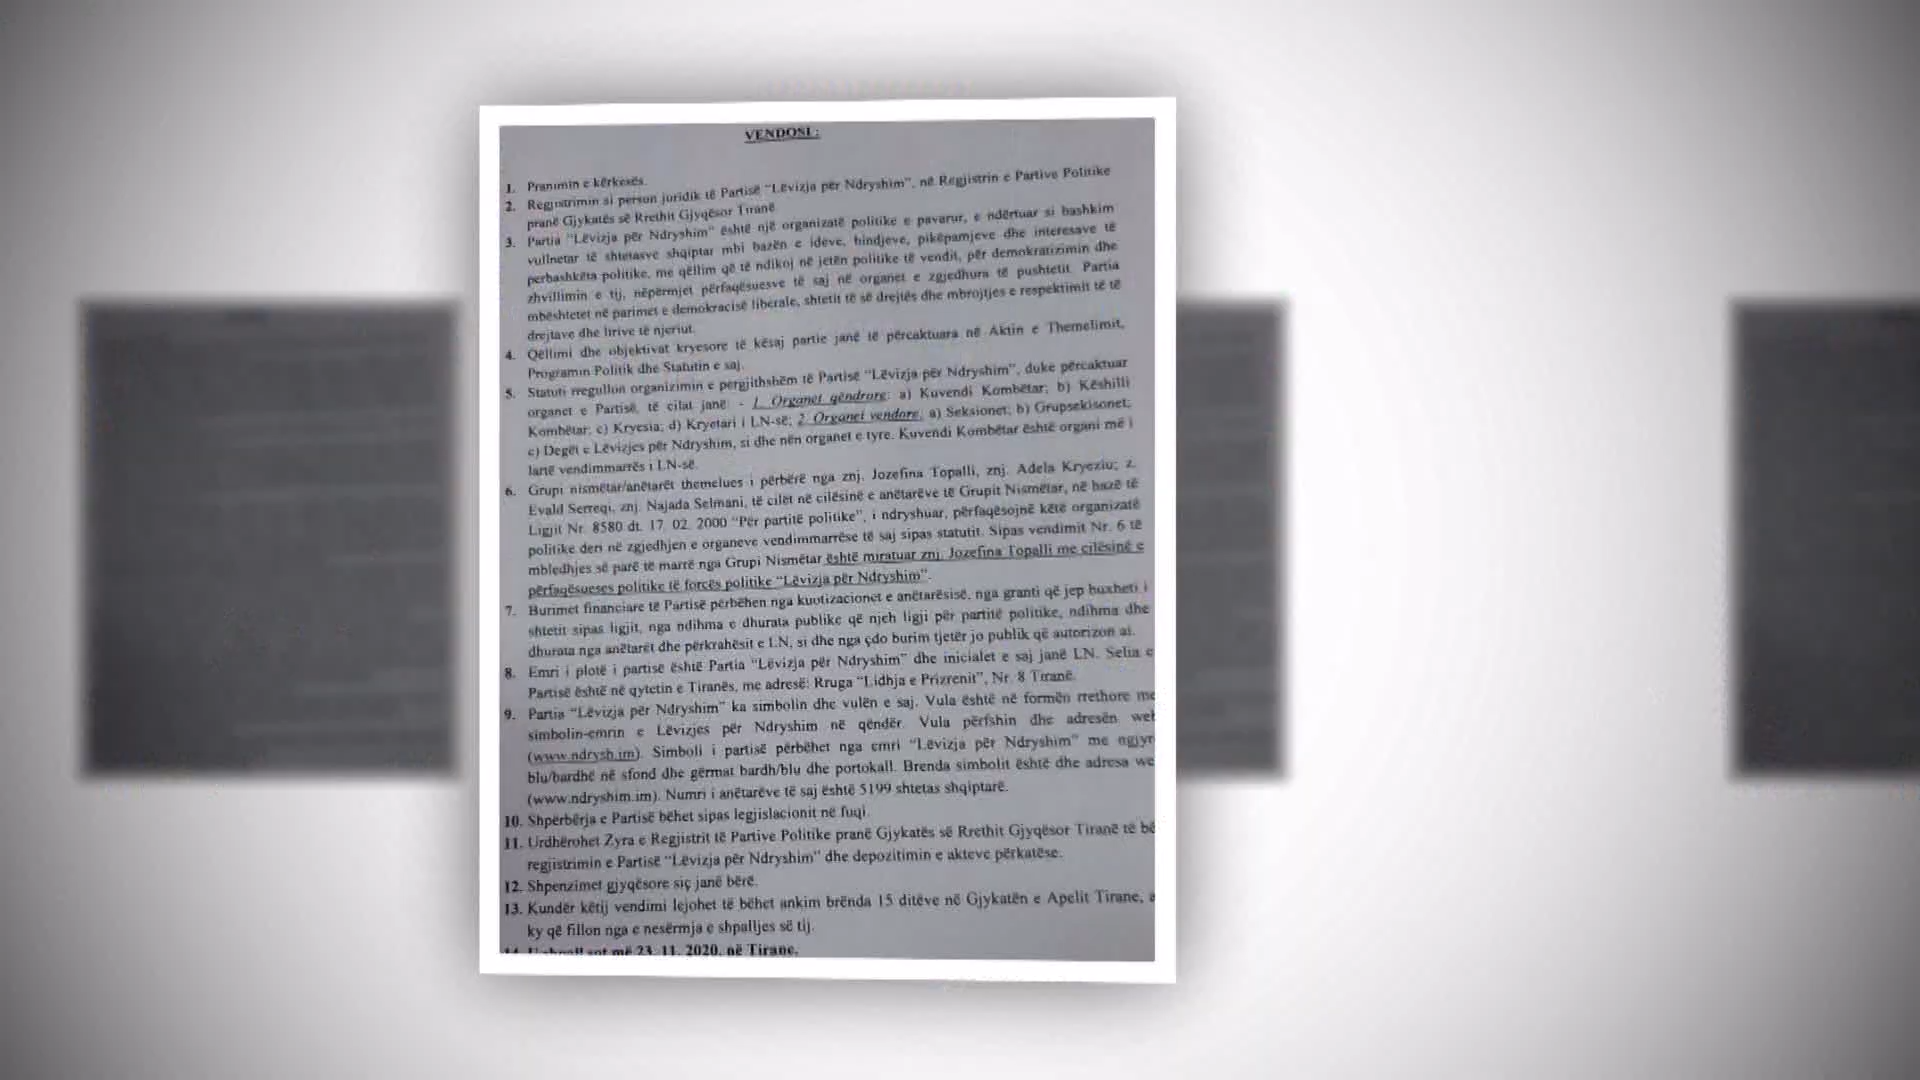 VENDOSI :
1. Pranimin e kërkesës.
2. Regjistrimin si person juridik të Partisë “Lëvizja për Ndryshim”, në Regjistrin e Partive Politike
pranë Gjykatës së Rrethit Gjyqësor Tiranë
3. Partia “Lëvizja për Ndryshim” është një organizatë politike e pavarur, e ndërtuar si bashkim
vullnetar të shtetasve shqiptar mbi bazën e ideve, bindjeve, pikëpamjeve dhe interesave të
perbashkëta politike, me qëllim që të ndikoj në jetën politike të vendit, për demokratizimin dhe
zhvillimin e tij, nëpërmjet përfaqësuesve të saj në organet e zgjedhura të pushtetit. Partia
mbështetet në parimet e demokracisë liberale, shtetit të së drejtës dhe mbrojtjes e respektimit të të
drejtave dhe lirive të njeriut.
4. Qëllimi dhe objektivat kryesore të kësaj partie janë të përcaktuara në Aktin e Themelimit,
Programin Politik dhe Statutin e saj.
5. Statuti rregullon organizimin e përgjithshëm të Partisë “Lëvizja për Ndryshim”, duke përcaktuar
organet e Partisë, të cilat janë: - 1. Organet qëndrore: a) Kuvendi Kombëtar; b) Këshilli
Kombëtar; c) Kryesia; d) Kryetari i LN-së; 2. Organet vendore, a) Seksionet; b) Grupsekisonet;
c) Degët e Lëvizjes për Ndryshim, si dhe nën organet e tyre. Kuvendi Kombëtar është organi më i
lartë vendimmarrës i LN-së.
6. Grupi nismëtar/anëtarët themelues i përbërë nga znj. Jozefina Topalli, znj. Adela Kryeziu; z.
Evald Serreqi, znj. Najada Selmani, të cilët në cilësinë e anëtarëve të Grupit Nismëtar, në bazë të
Ligjit Nr. 8580 dt. 17. 02. 2000 “Për partitë politike”, i ndryshuar, përfaqësojnë këtë organizatë
politike deri në zgjedhjen e organeve vendimmarrëse të saj sipas statutit. Sipas vendimit Nr. 6 të
mbledhjes së parë të marrë nga Grupi Nismëtar është miratuar znj. Jozefina Topalli me cilësinë e
përfaqësueses politike të forcës politike “Lëvizja për Ndryshim”.
7. Burimet financiare të Partisë përbëhen nga kuotizacionet e anëtarësisë, nga granti që jep buxheti i
shtetit sipas ligjit, nga ndihma e dhurata publike që njeh ligji për partitë politike, ndihma dhe
dhurata nga anëtarët dhe përkrahësit e LN, si dhe nga çdo burim tjetër jo publik që autorizon ai.
8. Emri i plotë i partisë është Partia “Lëvizja për Ndryshim” dhe inicialet e saj janë LN. Selia e
Partisë është në qytetin e Tiranës, me adresë: Rruga “Lidhja e Prizrenit”, Nr. 8 Tiranë.
9. Partia “Lëvizja për Ndryshim” ka simbolin dhe vulën e saj. Vula është në formën rrethore me
simbolin-emrin e Lëvizjes për Ndryshim në qëndër. Vula përfshin dhe adresën web
(www.ndrysh.im). Simboli i partisë përbëhet nga emri “Lëvizja për Ndryshim” me ngjyr
blu/bardhë në sfond dhe gërmat bardh/blu dhe portokall. Brenda simbolit është dhe adresa we
(www.ndryshim.im). Numri i anëtarëve të saj është 5199 shtetas shqiptarë.
10. Shpërbërja e Partisë bëhet sipas legjislacionit në fuqi.
11. Urdhërohet Zyra e Regjistrit të Partive Politike pranë Gjykatës së Rrethit Gjyqësor Tiranë të bë
regjistrimin e Partisë “Lëvizja për Ndryshim” dhe depozitimin e akteve përkatëse.
12. Shpenzimet gjyqësore siç janë bërë.
13. Kundër këtij vendimi lejohet të bëhet ankim brënda 15 ditëve në Gjykatën e Apelit Tirane, a
ky që fillon nga e nesërmja e shpalljes së tij.
më 23. 11. 2020, në Tirane.